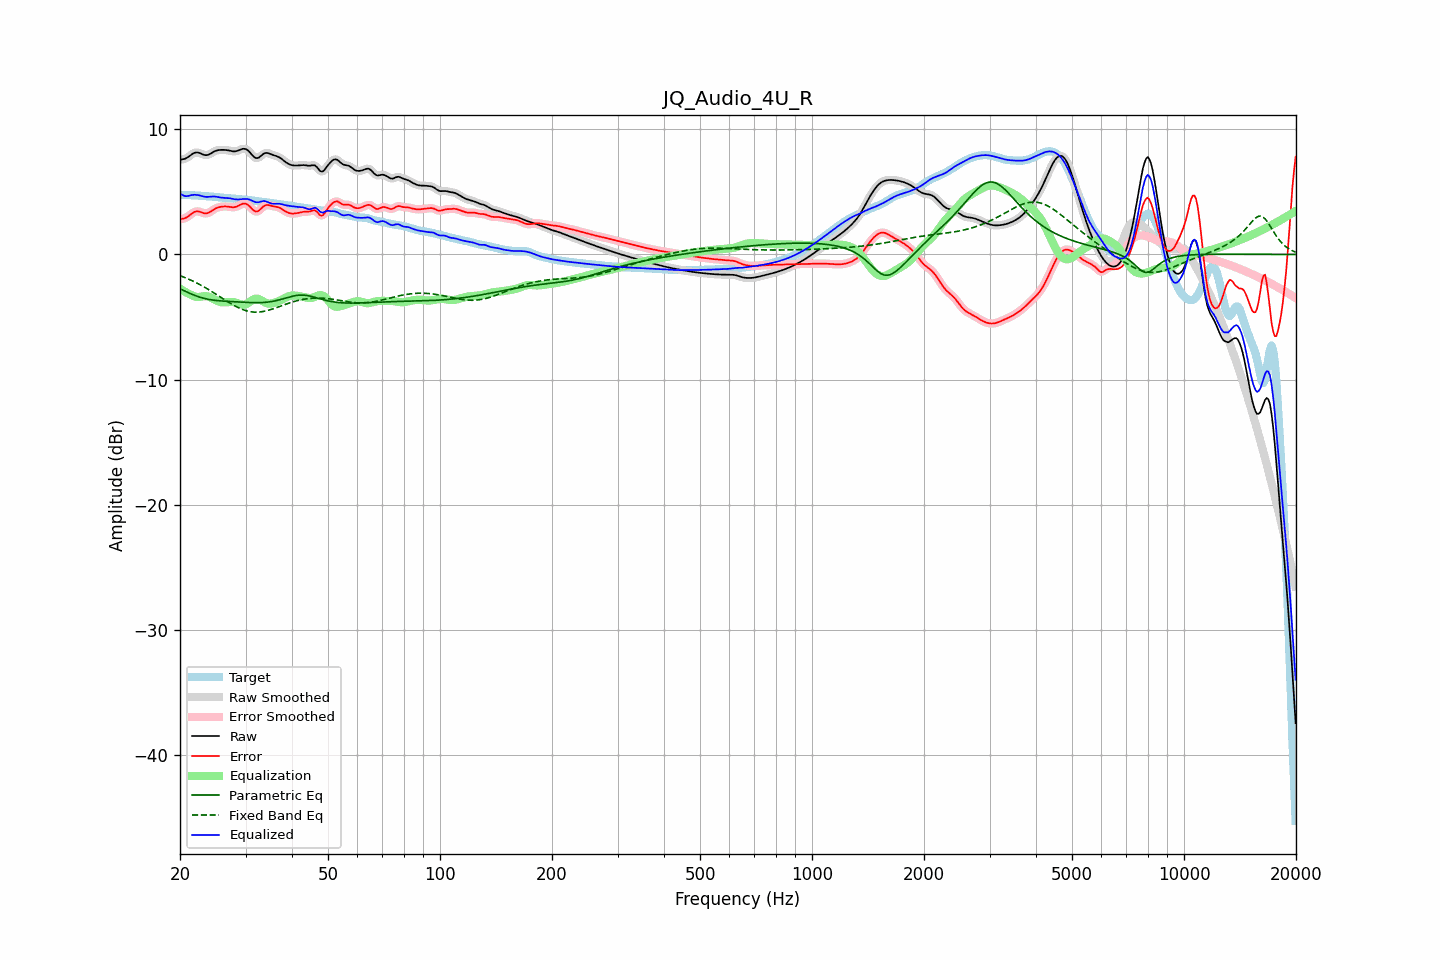 JQ_Audio_4U_R
10
0
−10
−20
−30
−40
Amplitude (dBr)
Target
Raw Smoothed
Error Smoothed
Raw
Error
Equalization
Parametric Eq
Fixed Band Eq
Equalized
20 50 100 200 500 1000 2000 5000 10000 20000
Frequency (Hz)